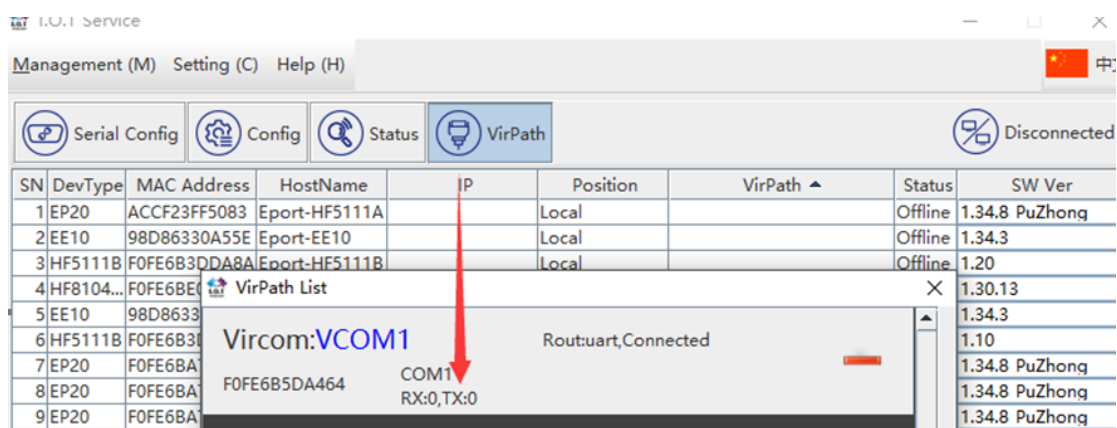 I.O.T Service
Management (M) Setting (C) Help (H)
Serial Config Config Status VirPath Disconnected
SN DevType MAC Address HostName IP Position VirPath Status SW Ver
1 EP20 ACCF23FF5083 Eport-HF5111A Local Offline 1.34.8 PuZhong
2 EE10 98D86330A55E Eport-EE10 Local Offline 1.34.3
3 HF5111B F0FE6B3DDA8A Eport-HF5111B Local Offline 1.20
4 HF8104... 1.30.13
VirPath List
5 EE10 98D8633 1.34.3
Vircom:VCOM1 Rout:uart,Connected
6 HF5111B 1.10
7 EP20 F0FE6BA 1.34.8 PuZhong
F0FE6B5DA464 COM1
8 EP20 F0FE6BA 1.34.8 PuZhong
RX:0,TX:0
9 EP20 F0FE6BA 1.34.8 PuZhong